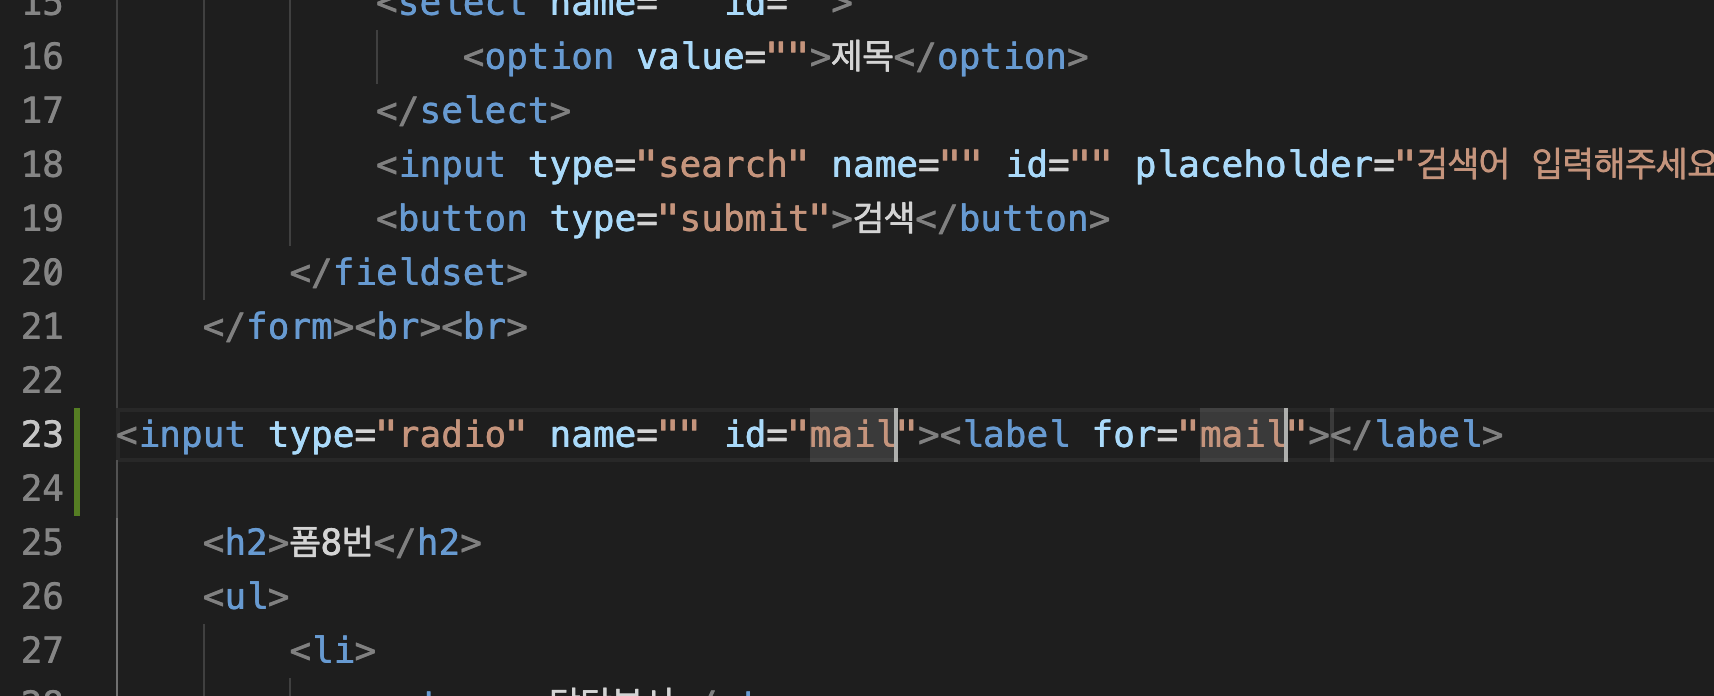 15 <select name="" id="">
16 <option value="">제목</option>
17 </select>
18 <input type="search" name="" id="" placeholder="검색어 입력해주세요
19 <button type="submit">검색</button>
20 </fieldset>
21 </form><br><br>
22
23 <input type="radio" name="" id="mail"><label for="mail"></label>
24
25 <h2>폼8번</h2>
26 <ul>
27 <li>
28